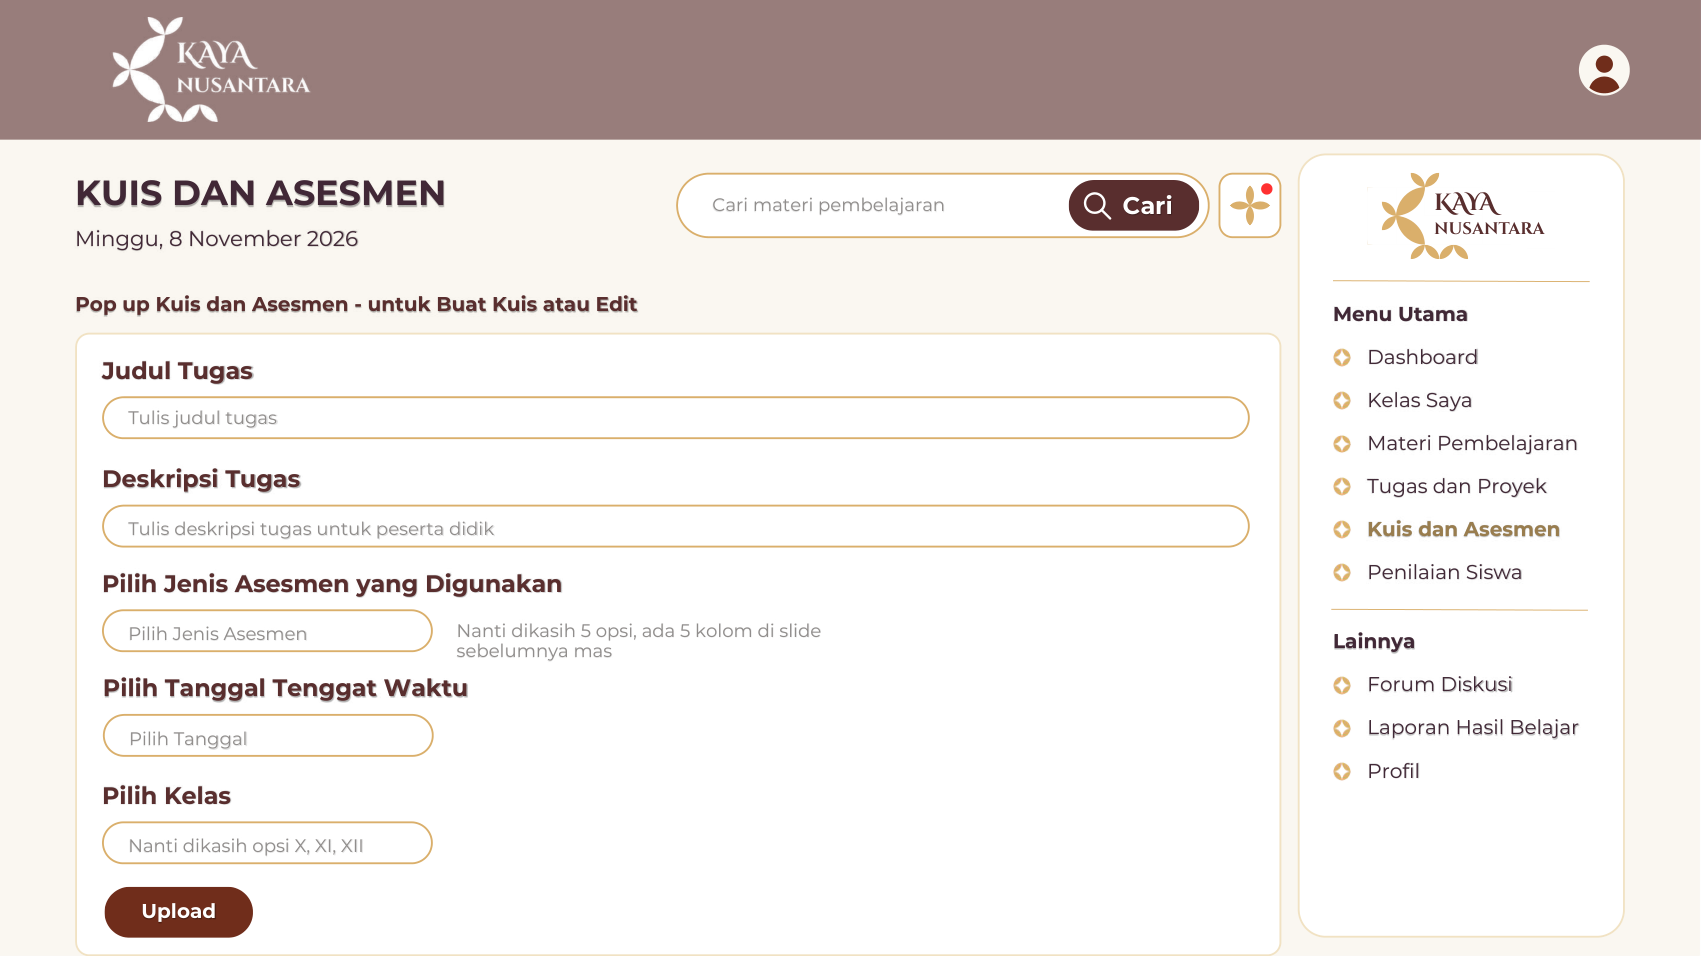 KAYA
NUSANTARA
KUIS DAN ASESMEN
Minggu, 8 November 2026
Cari materi pembelajaran
Cari
Pop up Kuis dan Asesmen - untuk Buat Kuis atau Edit
Judul Tugas
Tulis judul tugas
Deskripsi Tugas
Tulis deskripsi tugas untuk peserta didik
Pilih Jenis Asesmen yang Digunakan
Pilih Jenis Asesmen
Nanti dikasih 5 opsi, ada 5 kolom di slide
sebelumnya mas
Pilih Tanggal Tenggat Waktu
Pilih Tanggal
Pilih Kelas
Nanti dikasih opsi X, XI, XII
Upload
KAYA
NUSANTARA
Menu Utama
Dashboard
Kelas Saya
Materi Pembelajaran
Tugas dan Proyek
Kuis dan Asesmen
Penilaian Siswa
Lainnya
Forum Diskusi
Laporan Hasil Belajar
Profil